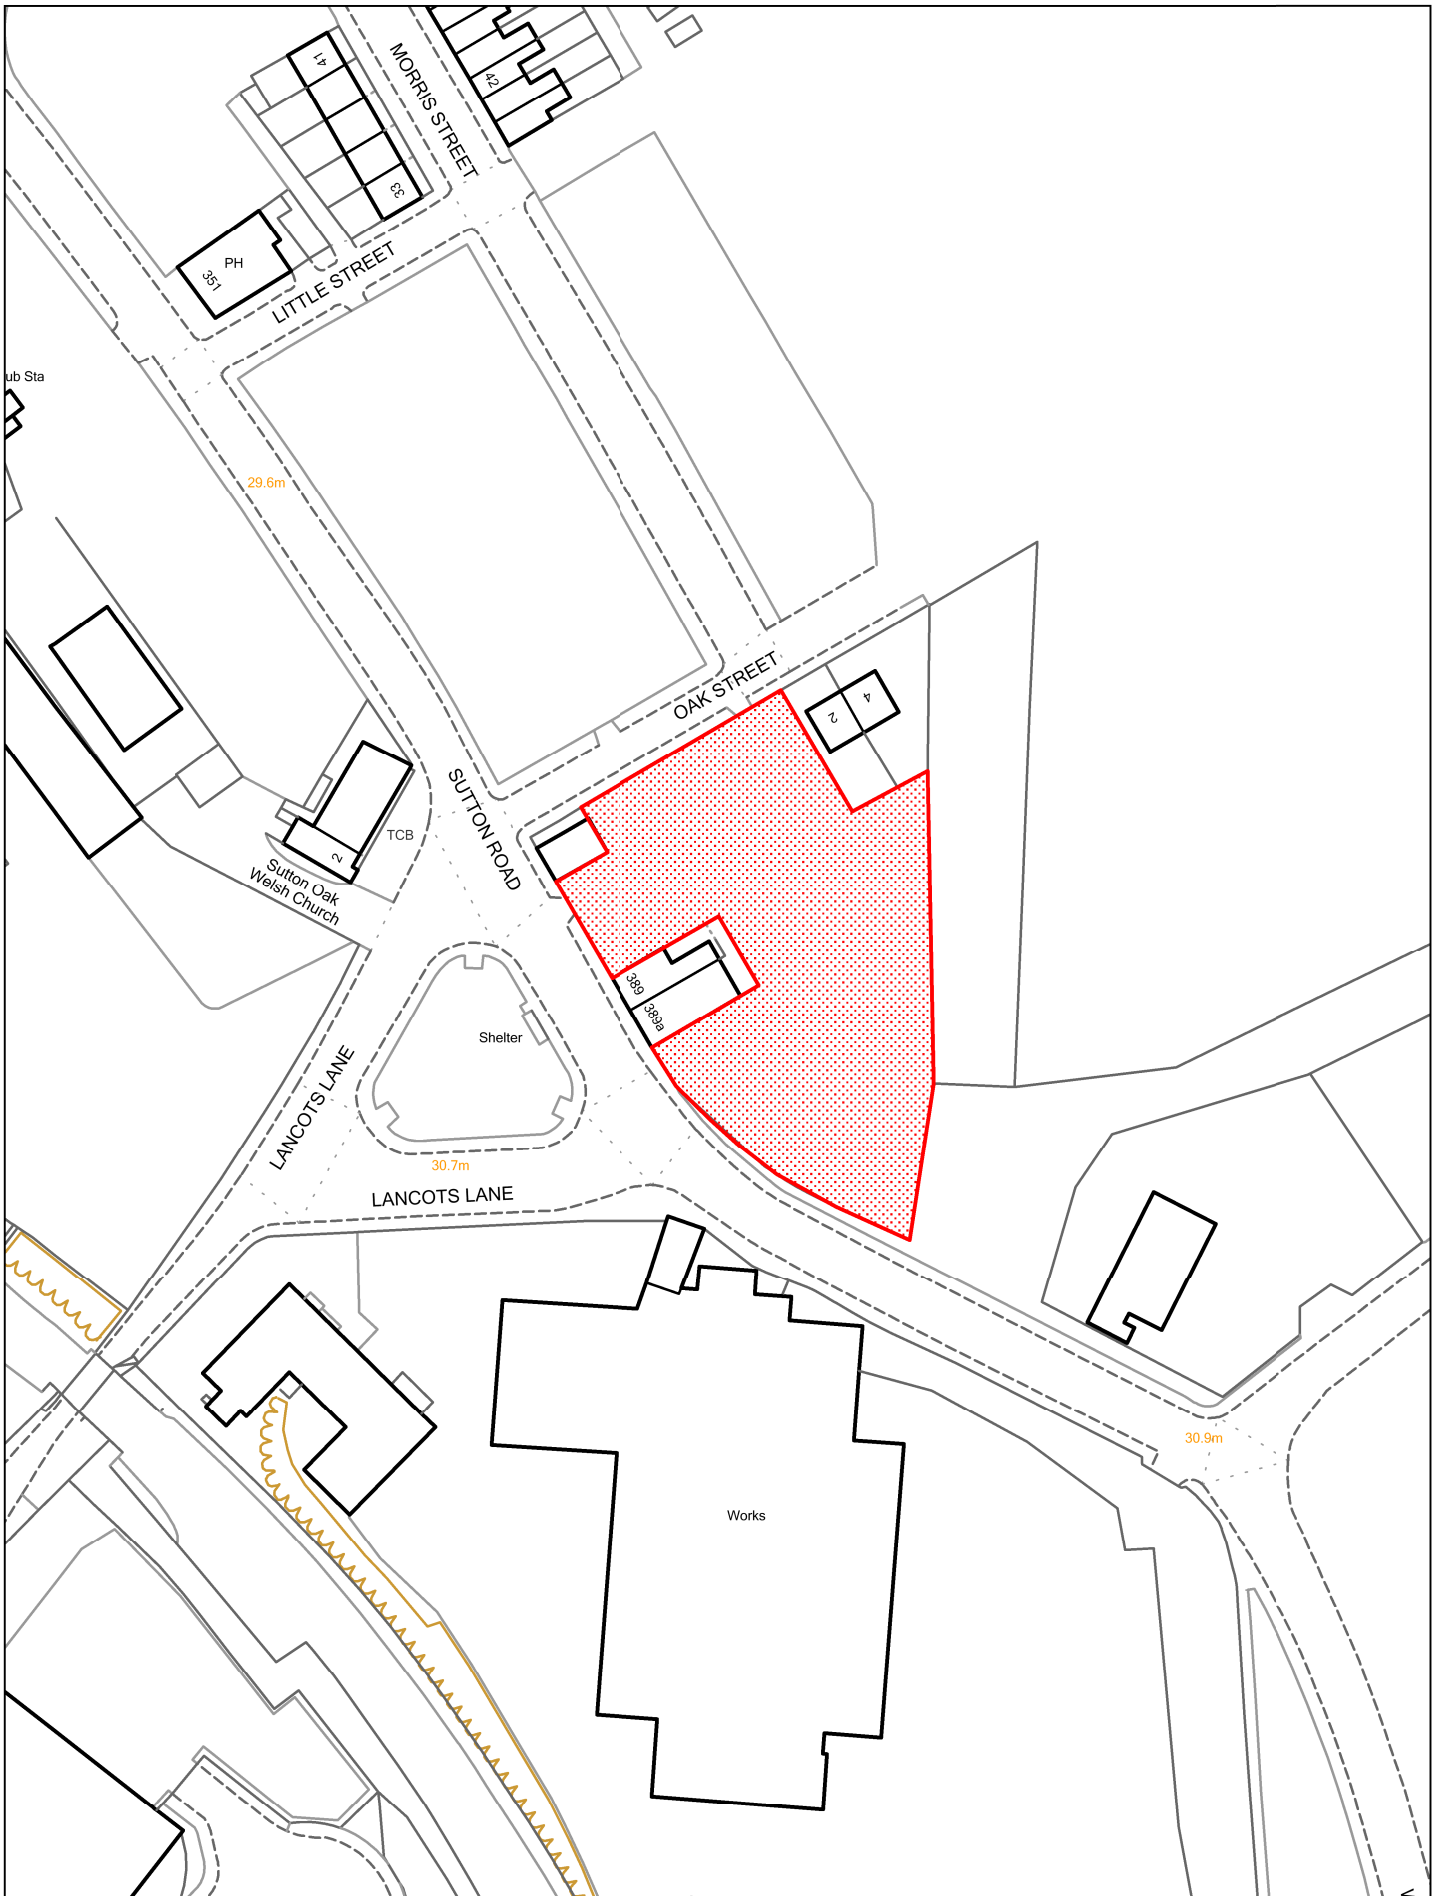 41
MORRIS STREET
42
33
PH
351
LITTLE STREET
ub Sta
29.6m
OAK STREET
2
4
SUTTON ROAD
TCB
2
Sutton Oak
Welsh Church
389
389a
Shelter
LANCOTS LANE
30.7m
LANCOTS LANE
30.9m
Works